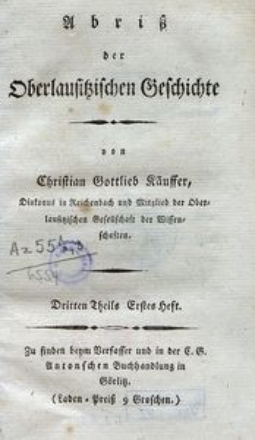 Abriß
der
Oberlausitzischen Geschichte
von
Christian Gottlieb Käuffer,
Diakonus in Reichenbach und Mitglied der Ober-
lausitzischen Gesellschaft der Wissen-
schaften.
Dritten Theils Erstes Heft.
Zu finden beym Verfasser und in der C. G.
Antonschen Buchhandlung in
Görlitz.
(Laden-Preiß 9 Groschen.)